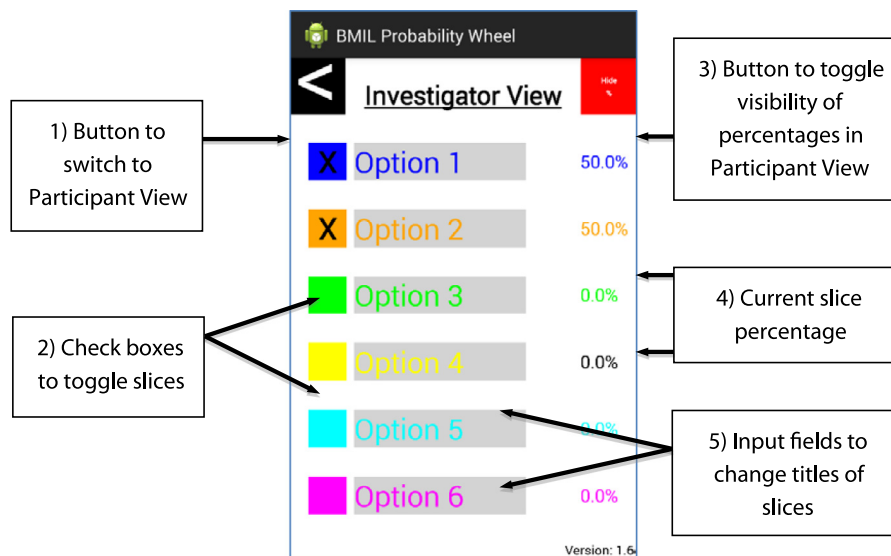 BMIL Probability Wheel
<
Investigator View
Hide
%
1) Button to
switch to
Participant View
3) Button to toggle
visibility of
percentages in
Participant View
X Option 1 50.0%
X Option 2 50.0%
Option 3 0.0%
2) Check boxes
to toggle slices
4) Current slice
percentage
Option 4 0.0%
Option 5 0.0%
5) Input fields to
change titles of
slices
Option 6 0.0%
Version: 1.6